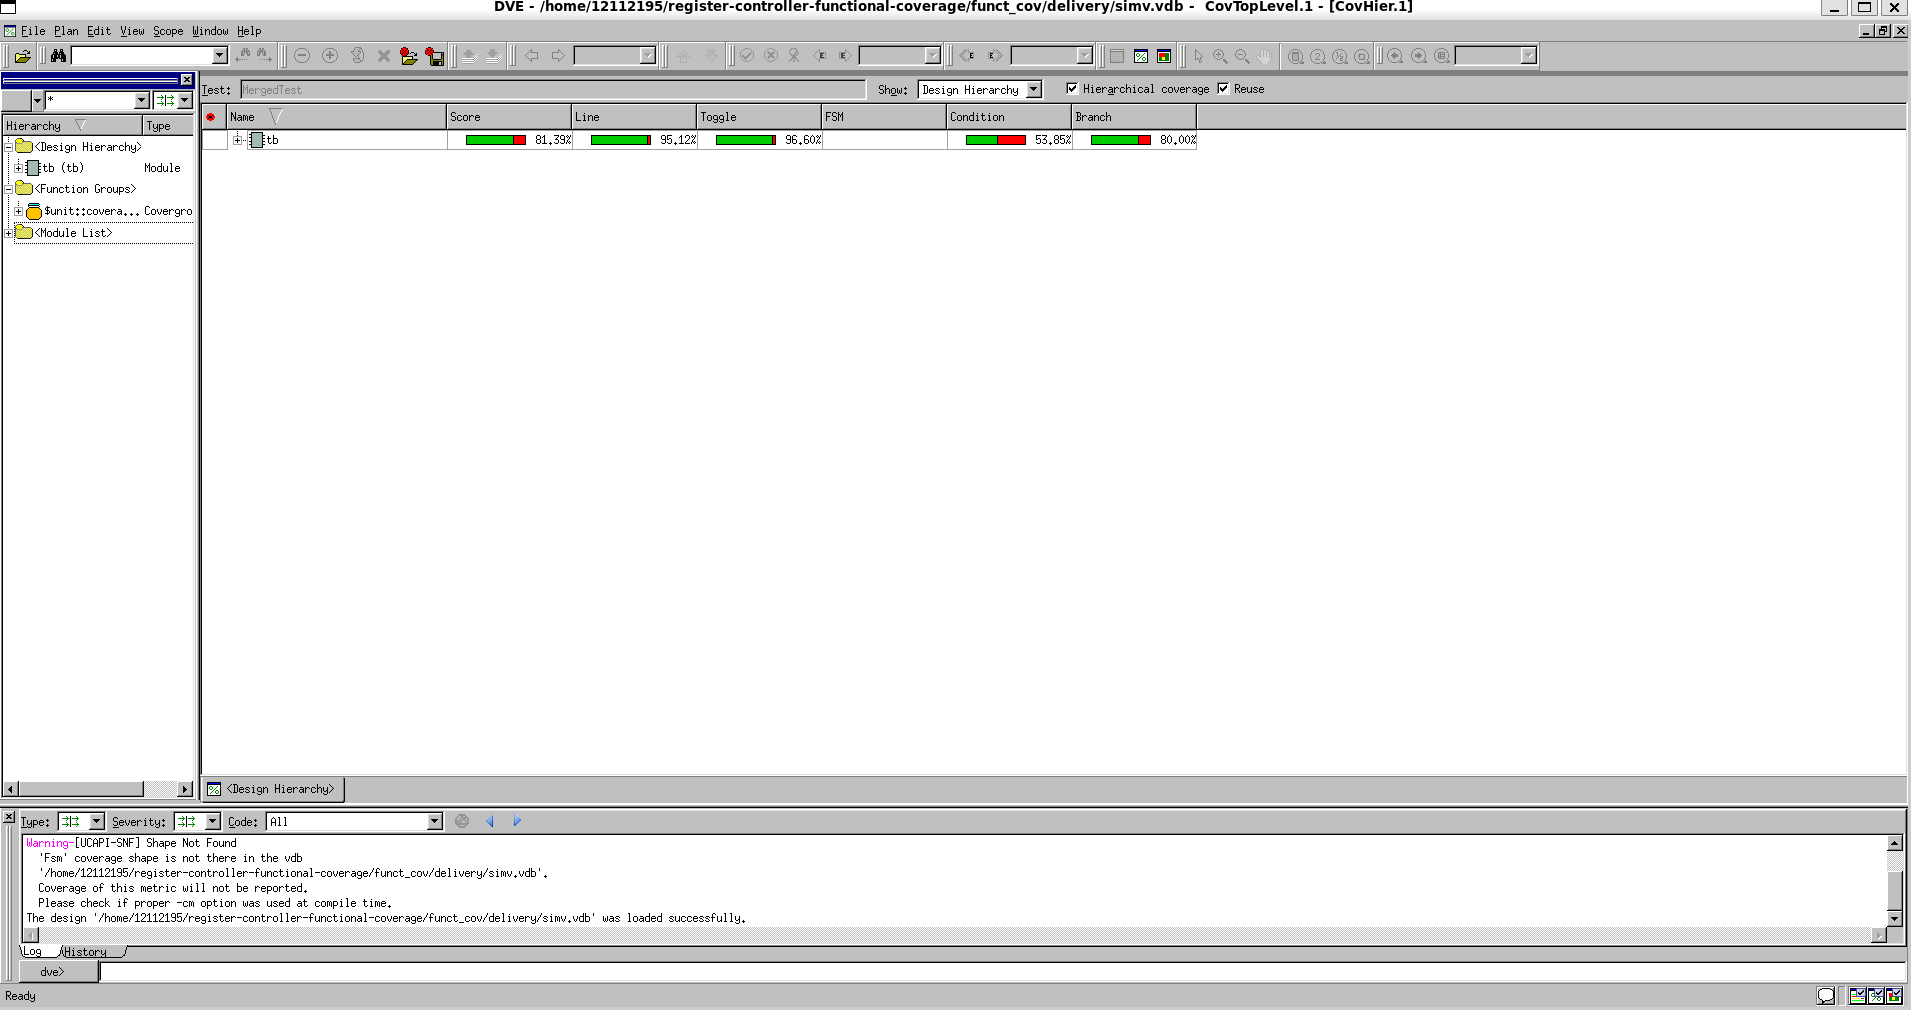 DVE - /home/12112195/register-controller-functional-coverage/funct_cov/delivery/simv.vdb - CovTopLevel.1 - [CovHier.1]
File Plan Edit View Scope Window Help
*
Hierarchy Type
<Design Hierarchy>
tb (tb) Module
<Function Groups>
$unit::covera... Covergro
<Module List>
Test: MergedTest Show: Design Hierarchy Hierarchical coverage Reuse
Name Score Line Toggle FSM Condition Branch
tb 81.39% 95.12% 96.60% 53.85% 80.00%
<Design Hierarchy>
Type: Severity: Code: All
Warning-[UCAPI-SNF] Shape Not Found
'Fsm' coverage shape is not there in the vdb
'/home/12112195/register-controller-functional-coverage/funct_cov/delivery/simv.vdb'.
Coverage of this metric will not be reported.
Please check if proper -cm option was used at compile time.
The design '/home/12112195/register-controller-functional-coverage/funct_cov/delivery/simv.vdb' was loaded successfully.
Log History
dve>
Ready